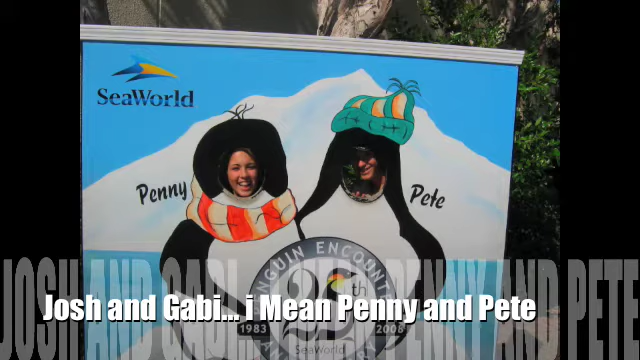 SeaWorld
Penny
Pete
PENGUIN ENCOUNTER
25th
1983
2008
SeaWorld
Josh and Gabi... i Mean Penny and Pete
JOSH AND GABI... I MEAN PENNY AND PETE